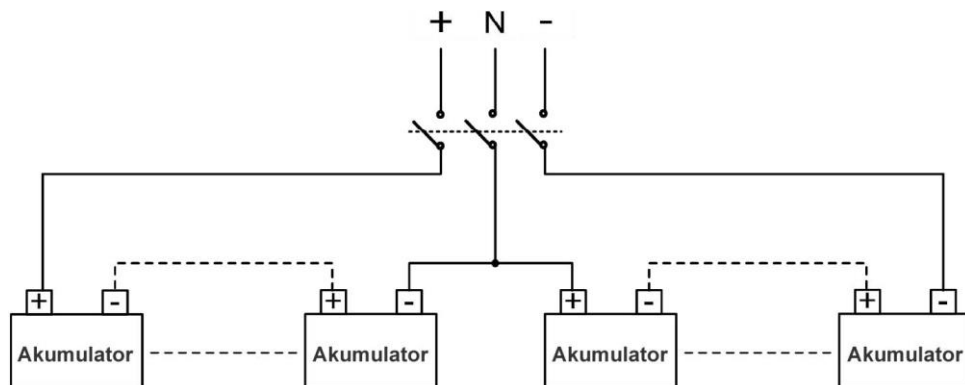 + N -
+ - + - + - + -
Akumulator Akumulator Akumulator Akumulator